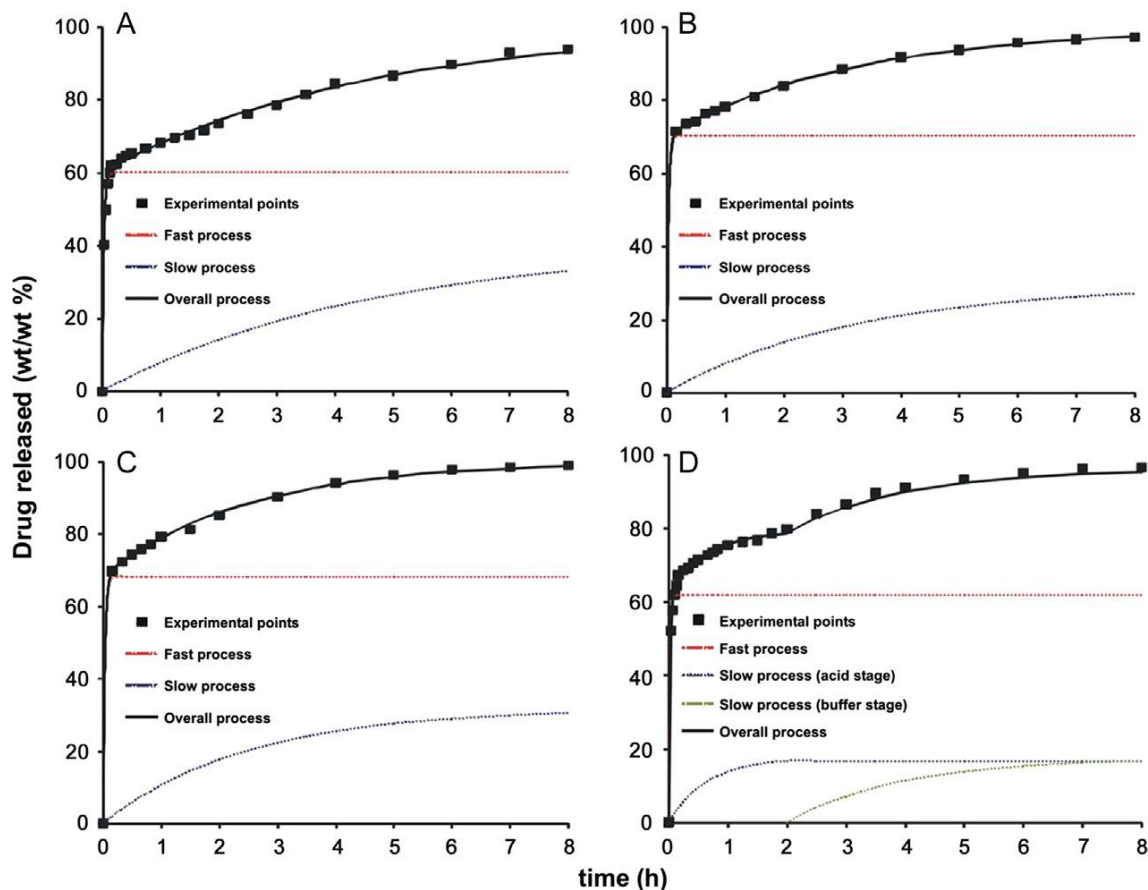 Drug released (wt/wt %)
A
100
80
60
40
20
0
Experimental points
Fast process
Slow process
Overall process
0 1 2 3 4 5 6 7 8
B
100
80
60
40
20
0
Experimental points
Fast process
Slow process
Overall process
0 1 2 3 4 5 6 7 8
C
100
80
60
40
20
0
Experimental points
Fast process
Slow process
Overall process
0 1 2 3 4 5 6 7 8
D
100
80
60
40
20
0
Experimental points
Fast process
Slow process (acid stage)
Slow process (buffer stage)
Overall process
0 1 2 3 4 5 6 7 8
time (h)